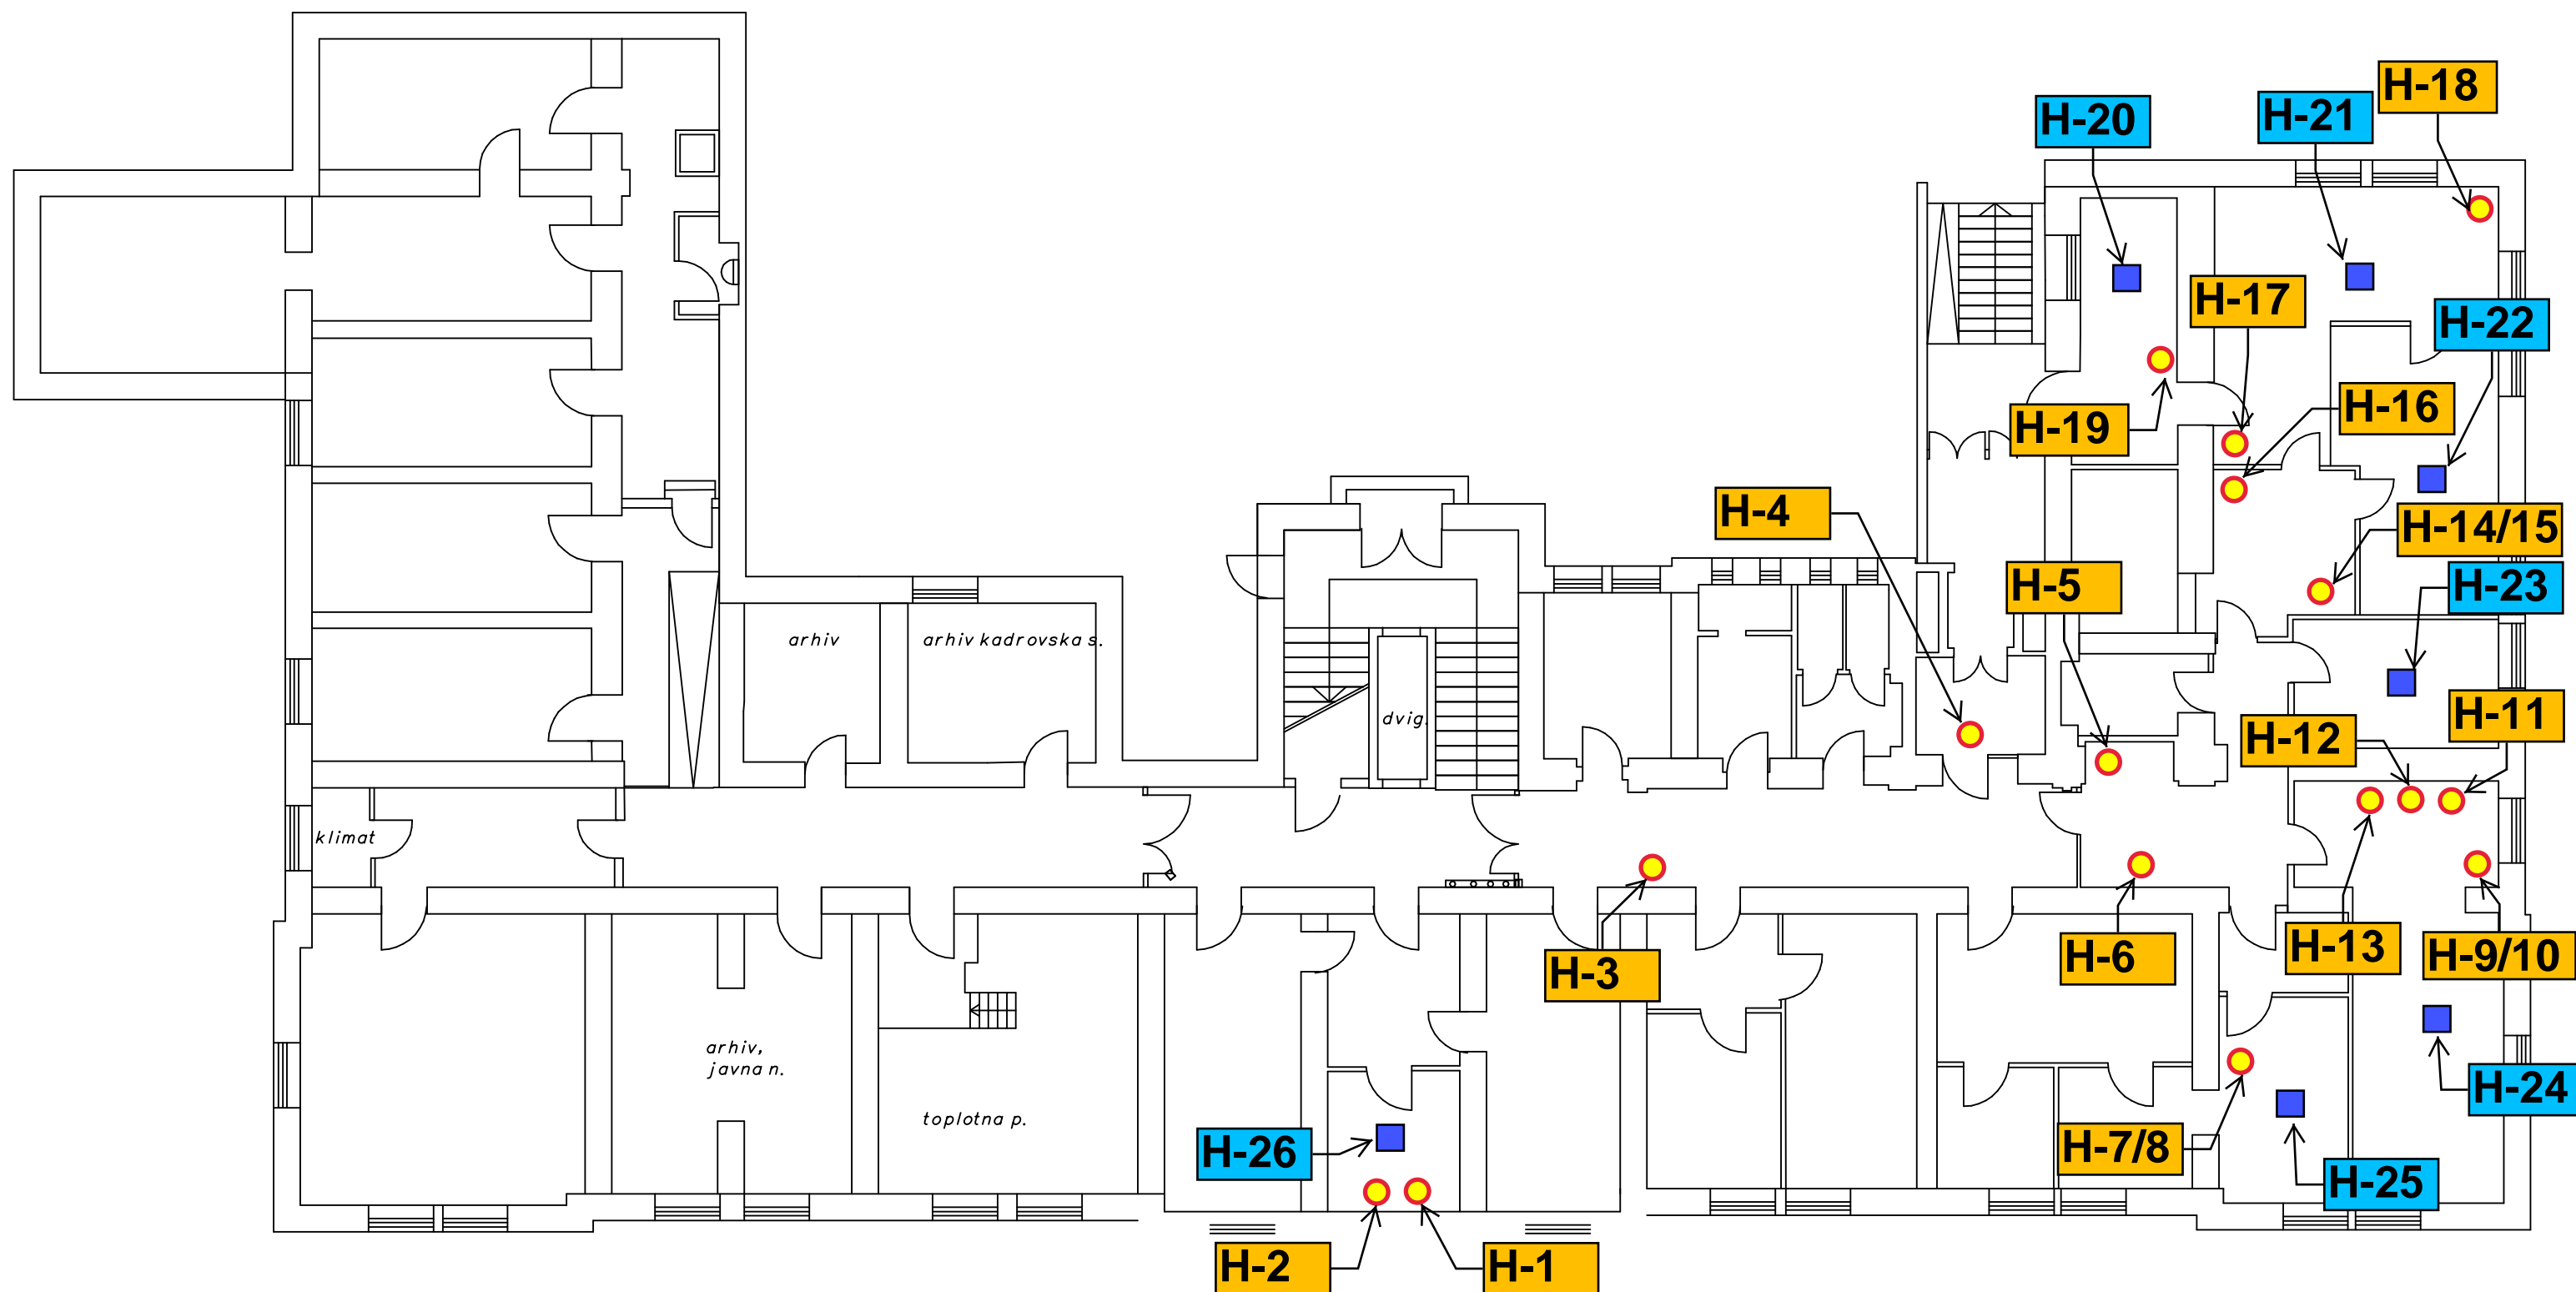 H-18
H-21
H-20
H-17
H-22
H-16
H-19
H-4
H-14/15
H-5
H-23
arhiv
arhiv kadrovska s.
dvig.
H-11
H-12
klimat
H-13
H-9/10
H-6
H-3
arhiv,
javna n.
H-24
toplotna p.
H-7/8
H-26
H-25
H-2
H-1